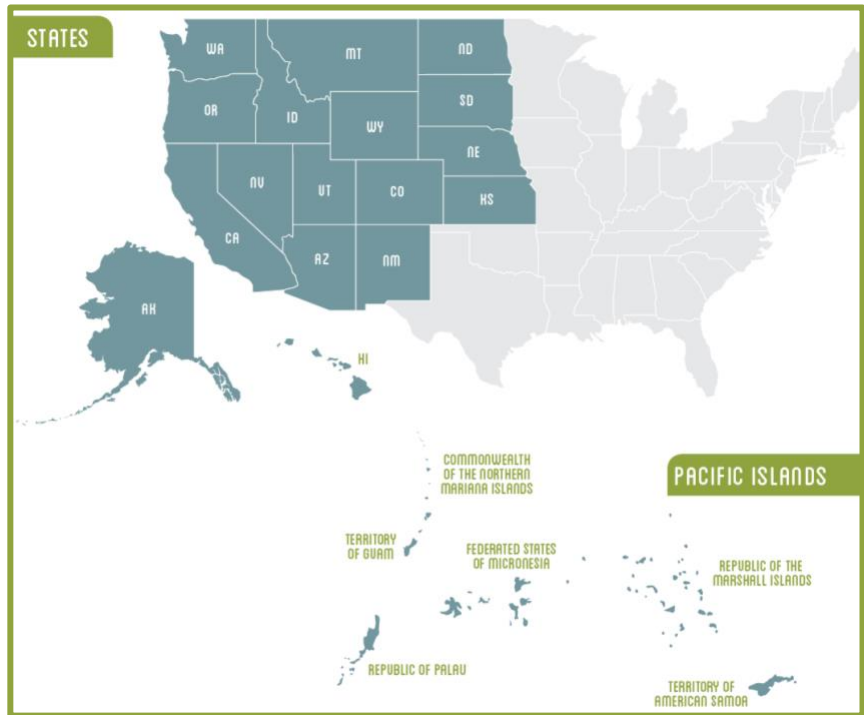 STATES
WA
MT
ND
OR
ID
SD
WY
NE
NV
UT
CO
KS
CA
AZ
NM
AK
HI
COMMONWEALTH
OF THE NORTHERN
MARIANA ISLANDS
PACIFIC ISLANDS
TERRITORY
OF GUAM
FEDERATED STATES
OF MICRONESIA
REPUBLIC OF THE
MARSHALL ISLANDS
REPUBLIC OF PALAU
TERRITORY OF
AMERICAN SAMOA